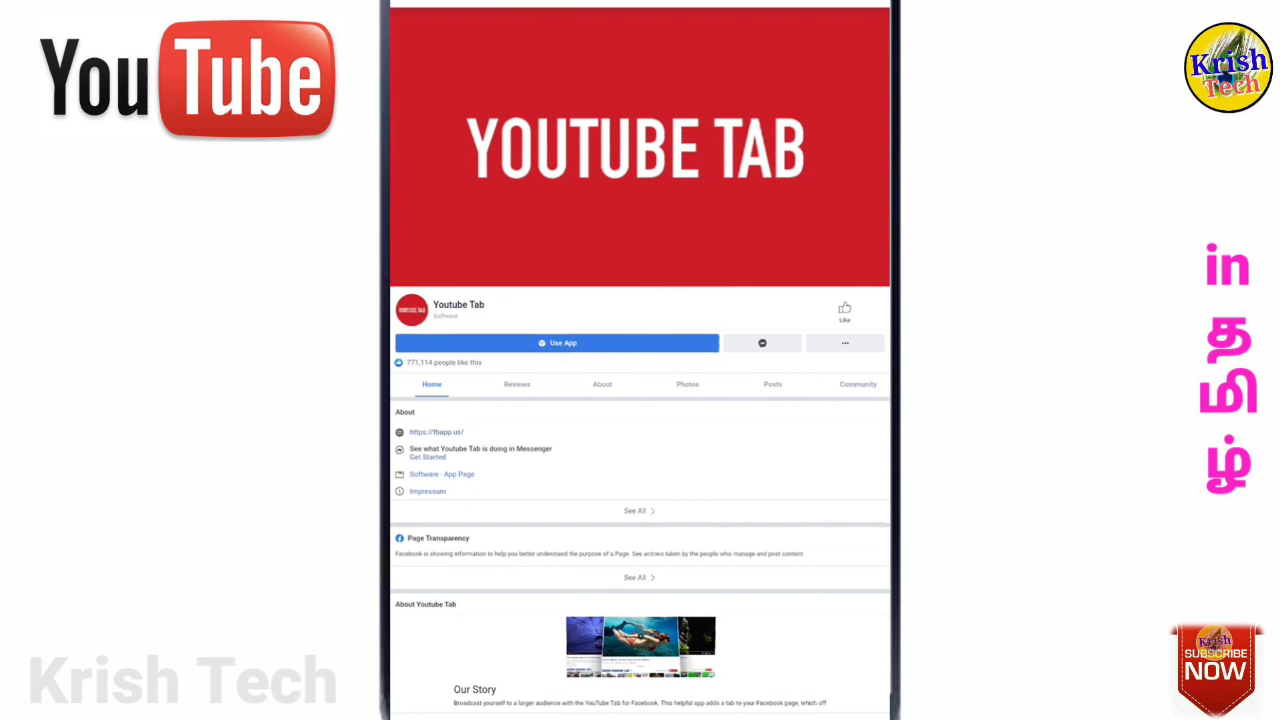 YouTube
Krish
Tech
YOUTUBE TAB
YOUTUBE TAB
Youtube Tab
Software
Like
Use App
771,114 people like this
Home
Reviews
About
Photos
Posts
Community
About
https://fbapp.us/
See what Youtube Tab is doing in Messenger
Get Started
Software · App Page
Impressum
See All
Page Transparency
Facebook is showing information to help you better understand the purpose of a Page. See actions taken by the people who manage and post content.
See All
About Youtube Tab
Our Story
Broadcast yourself to a larger audience with the YouTube Tab for Facebook. This helpful app adds a tab to your Facebook page, which off
in
த
மி
ழ்
Krish Tech
Krish
SUBSCRIBE
NOW